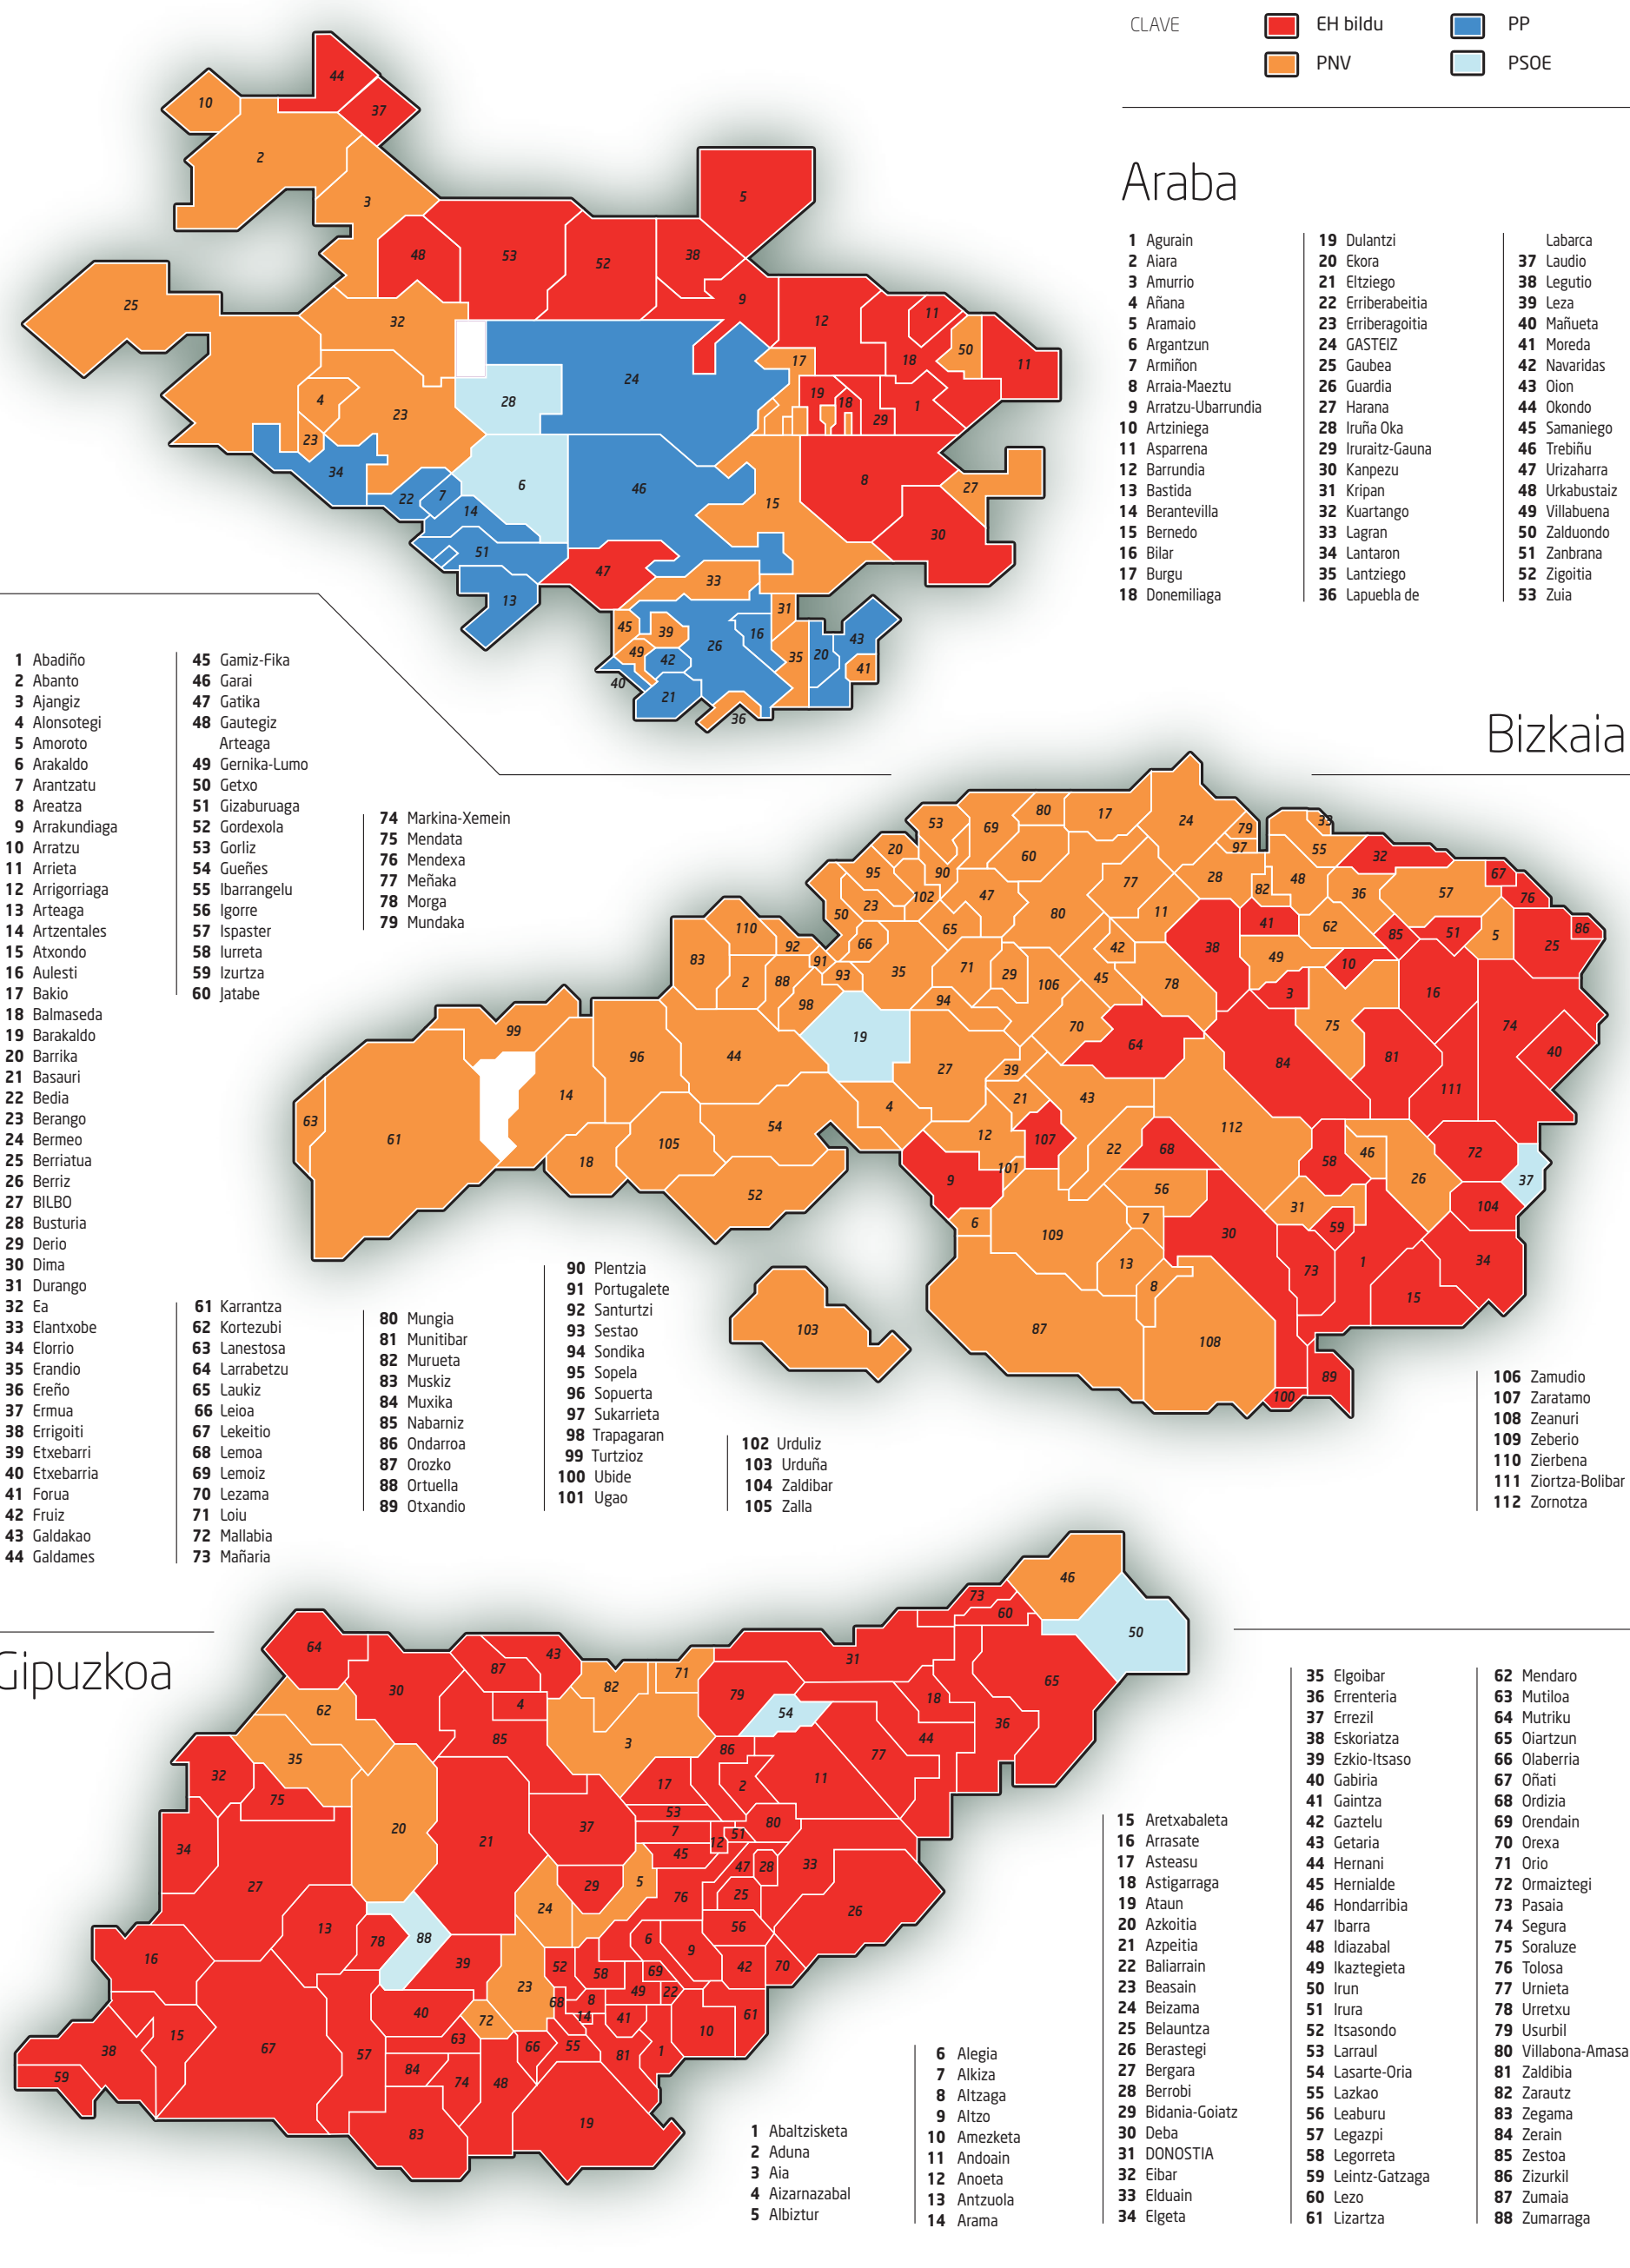 CLAVE
EH bildu
PP
PNV
PSOE
Araba
1 Agurain
2 Aiara
3 Amurrio
4 Añana
5 Aramaio
6 Argantzun
7 Armiñon
8 Arraia-Maeztu
9 Arratzu-Ubarrundia
10 Artziniega
11 Asparrena
12 Barrundia
13 Bastida
14 Berantevilla
15 Bernedo
16 Bilar
17 Burgu
18 Donemiliaga
19 Dulantzi
20 Ekora
21 Eltziego
22 Erriberabeitia
23 Erriberagoitia
24 GASTEIZ
25 Gaubea
26 Guardia
27 Harana
28 Iruña Oka
29 Iruraitz-Gauna
30 Kanpezu
31 Kripan
32 Kuartango
33 Lagran
34 Lantaron
35 Lantziego
36 Lapuebla de
Labarca
37 Laudio
38 Legutio
39 Leza
40 Mañueta
41 Moreda
42 Navaridas
43 Oion
44 Okondo
45 Samaniego
46 Trebiñu
47 Urizaharra
48 Urkabustaiz
49 Villabuena
50 Zalduondo
51 Zanbrana
52 Zigoitia
53 Zuia
Bizkaia
1 Abadiño
2 Abanto
3 Ajangiz
4 Alonsotegi
5 Amoroto
6 Arakaldo
7 Arantzatu
8 Areatza
9 Arrakundiaga
10 Arratzu
11 Arrieta
12 Arrigorriaga
13 Arteaga
14 Artzentales
15 Atxondo
16 Aulesti
17 Bakio
18 Balmaseda
19 Barakaldo
20 Barrika
21 Basauri
22 Bedia
23 Berango
24 Bermeo
25 Berriatua
26 Berriz
27 BILBO
28 Busturia
29 Derio
30 Dima
31 Durango
32 Ea
33 Elantxobe
34 Elorrio
35 Erandio
36 Ereño
37 Ermua
38 Errigoiti
39 Etxebarri
40 Etxebarria
41 Forua
42 Fruiz
43 Galdakao
44 Galdames
45 Gamiz-Fika
46 Garai
47 Gatika
48 Gautegiz
Arteaga
49 Gernika-Lumo
50 Getxo
51 Gizaburuaga
52 Gordexola
53 Gorliz
54 Gueñes
55 Ibarrangelu
56 Igorre
57 Ispaster
58 Iurreta
59 Izurtza
60 Jatabe
61 Karrantza
62 Kortezubi
63 Lanestosa
64 Larrabetzu
65 Laukiz
66 Leioa
67 Lekeitio
68 Lemoa
69 Lemoiz
70 Lezama
71 Loiu
72 Mallabia
73 Mañaria
74 Markina-Xemein
75 Mendata
76 Mendexa
77 Meñaka
78 Morga
79 Mundaka
80 Mungia
81 Munitibar
82 Murueta
83 Muskiz
84 Muxika
85 Nabarniz
86 Ondarroa
87 Orozko
88 Ortuella
89 Otxandio
90 Plentzia
91 Portugalete
92 Santurtzi
93 Sestao
94 Sondika
95 Sopela
96 Sopuerta
97 Sukarrieta
98 Trapagaran
99 Turtzioz
100 Ubide
101 Ugao
102 Urduliz
103 Urduña
104 Zaldibar
105 Zalla
106 Zamudio
107 Zaratamo
108 Zeanuri
109 Zeberio
110 Zierbena
111 Ziortza-Bolibar
112 Zornotza
Gipuzkoa
1 Abaltzisketa
2 Aduna
3 Aia
4 Aizarnazabal
5 Albiztur
6 Alegia
7 Alkiza
8 Altzaga
9 Altzo
10 Amezketa
11 Andoain
12 Anoeta
13 Antzuola
14 Arama
15 Aretxabaleta
16 Arrasate
17 Asteasu
18 Astigarraga
19 Ataun
20 Azkoitia
21 Azpeitia
22 Baliarrain
23 Beasain
24 Beizama
25 Belauntza
26 Berastegi
27 Bergara
28 Berrobi
29 Bidania-Goiatz
30 Deba
31 DONOSTIA
32 Eibar
33 Elduain
34 Elgeta
35 Elgoibar
36 Errenteria
37 Errezil
38 Eskoriatza
39 Ezkio-Itsaso
40 Gabiria
41 Gaintza
42 Gaztelu
43 Getaria
44 Hernani
45 Hernialde
46 Hondarribia
47 Ibarra
48 Idiazabal
49 Ikaztegieta
50 Irun
51 Irura
52 Itsasondo
53 Larraul
54 Lasarte-Oria
55 Lazkao
56 Leaburu
57 Legazpi
58 Legorreta
59 Leintz-Gatzaga
60 Lezo
61 Lizartza
62 Mendaro
63 Mutiloa
64 Mutriku
65 Oiartzun
66 Olaberria
67 Oñati
68 Ordizia
69 Orendain
70 Orexa
71 Orio
72 Ormaiztegi
73 Pasaia
74 Segura
75 Soraluze
76 Tolosa
77 Urnieta
78 Urretxu
79 Usurbil
80 Villabona-Amasa
81 Zaldibia
82 Zarautz
83 Zegama
84 Zerain
85 Zestoa
86 Zizurkil
87 Zumaia
88 Zumarraga